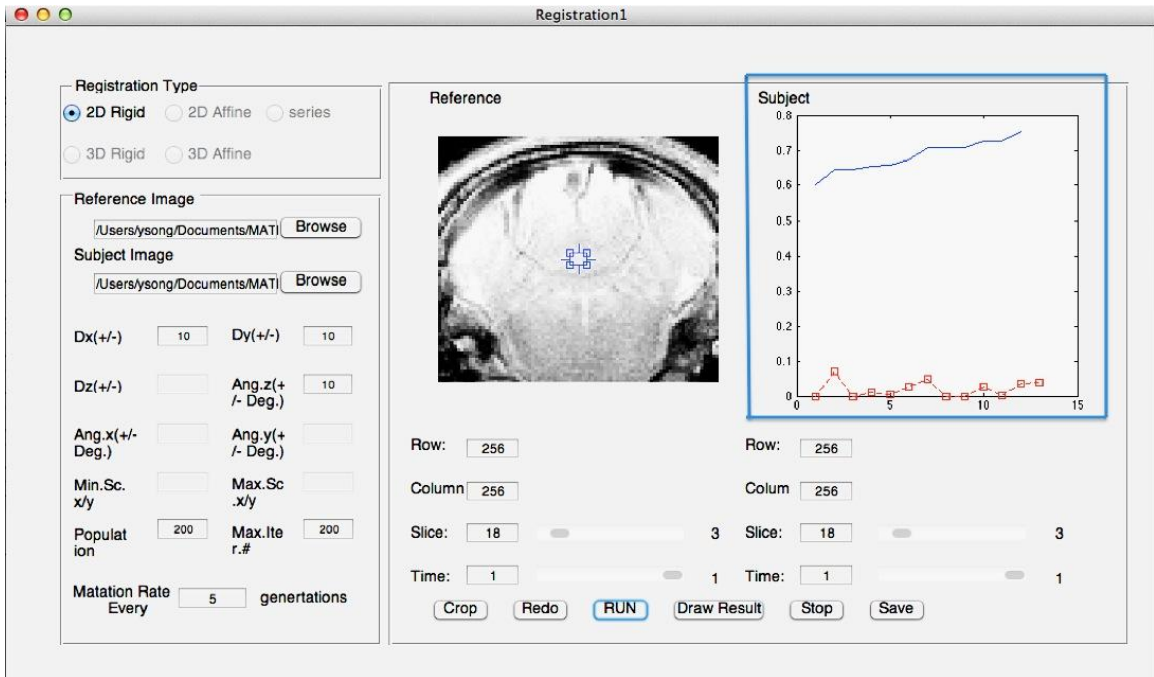 Registration1
Registration Type
2D Rigid 2D Affine series
3D Rigid 3D Affine
Reference Image
/Users/ysong/Documents/MATI Browse
Subject Image
/Users/ysong/Documents/MATI Browse
Dx(+/-) 10 Dy(+/-) 10
Dz(+/-) Ang.z(+
/- Deg.) 10
Ang.x(+/-
Deg.)
Ang.y(+
/- Deg.)
Min.Sc.
x/y
Max.Sc
.x/y
Populat
ion
200
Max.Ite
r.#
200
Matation Rate
Every
5 genertations
Reference
Row: 256
Column 256
Slice: 18 3
Time: 1 1
Subject
0.8
0.7
0.6
0.5
0.4
0.3
0.2
0.1
0
0 5 10 15
Row: 256
Colum 256
Slice: 18 3
Time: 1 1
Crop Redo RUN Draw Result Stop Save